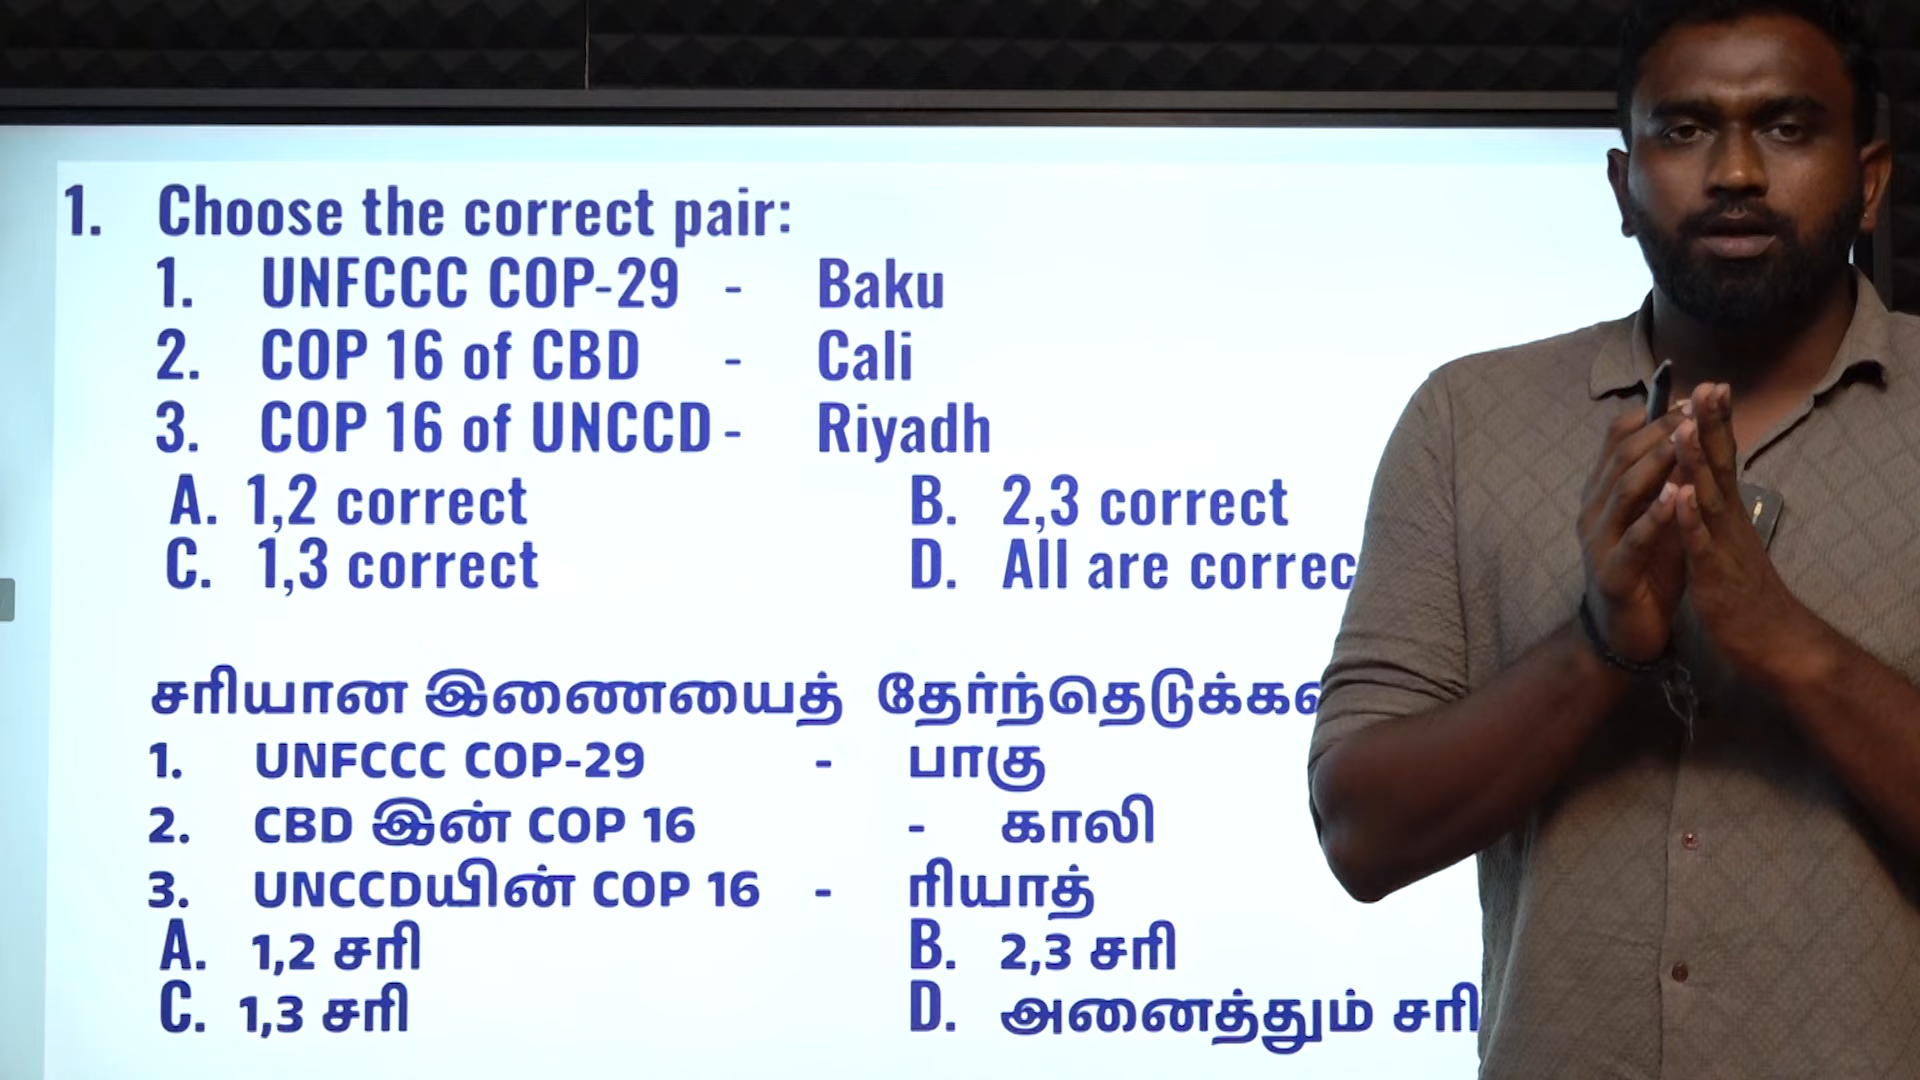 1. Choose the correct pair:
1. UNFCCC COP-29 - Baku
2. COP 16 of CBD - Cali
3. COP 16 of UNCCD - Riyadh
A. 1,2 correct B. 2,3 correct
C. 1,3 correct D. All are correc
சரியான இணையைத்
1. UNFCCC COP-29 - பாகு
2. CBD இன் COP 16 - காலி
3. UNCCDயின் COP 16 - ரியாத்
A. 1,2 சரி B. 2,3 சரி
C. 1,3 சரி D. அனைத்தும் சரி